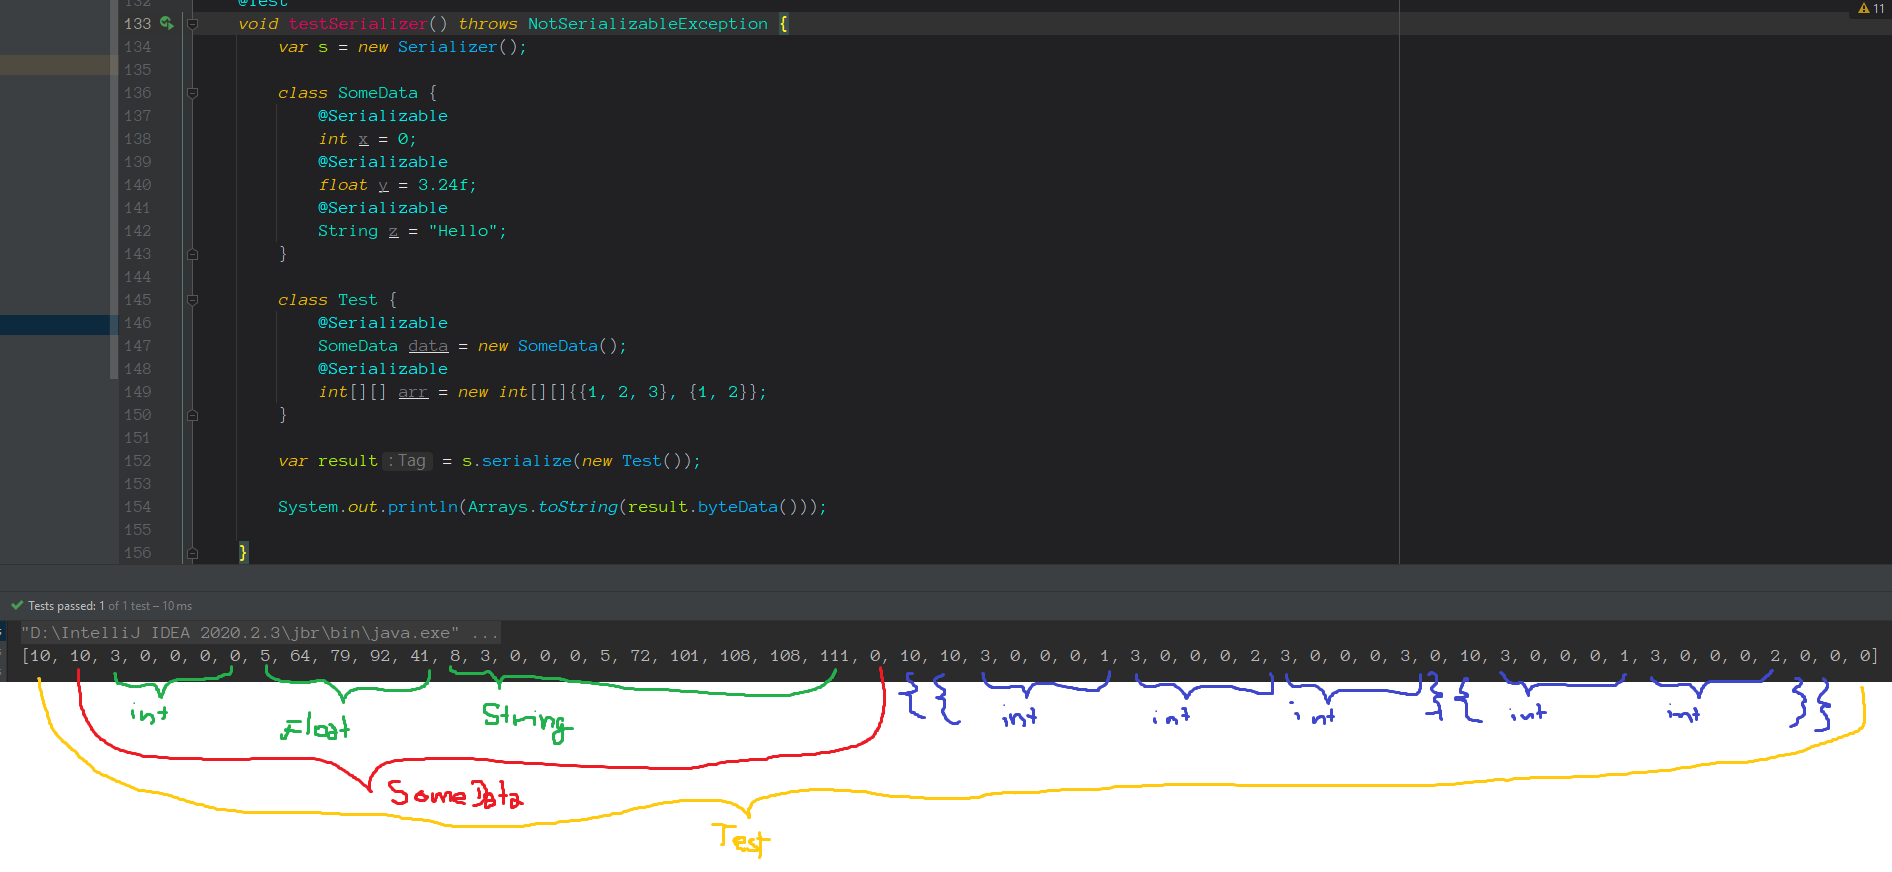 132 @Test
11
133 void testSerializer() throws NotSerializableException {
134 var s = new Serializer();
135
136 class SomeData {
137 @Serializable
138 int x = 0;
139 @Serializable
140 float y = 3.24f;
141 @Serializable
142 String z = "Hello";
143 }
144
145 class Test {
146 @Serializable
147 SomeData data = new SomeData();
148 @Serializable
149 int[][] arr = new int[][]{{1, 2, 3}, {1, 2}};
150 }
151
152 var result : Tag = s.serialize(new Test());
153
154 System.out.println(Arrays.toString(result.byteData()));
155
156 }
Tests passed: 1 of 1 test – 10 ms
"D:\IntelliJ IDEA 2020.2.3\jbr\bin\java.exe" ...
[10, 10, 3, 0, 0, 0, 0, 5, 64, 79, 92, 41, 8, 3, 0, 0, 0, 5, 72, 101, 108, 108, 111, 0, 10, 10, 3, 0, 0, 0, 1, 3, 0, 0, 0, 2, 3, 0, 0, 0, 3, 0, 10, 3, 0, 0, 0, 1, 3, 0, 0, 0, 2, 0, 0, 0]
int Float String { { int int int } { int int } }
SomeData
Test